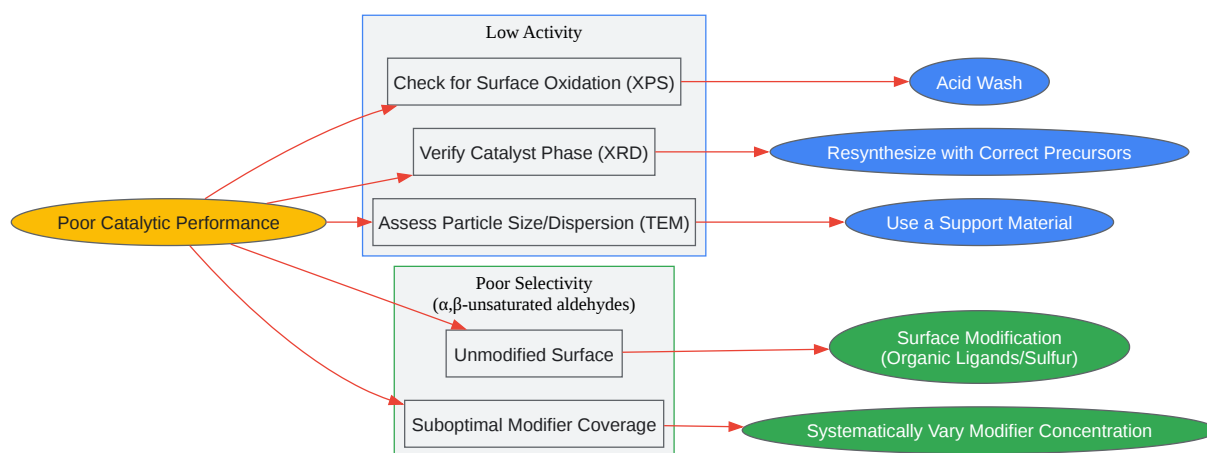 Low Activity
Check for Surface Oxidation (XPS)
Acid Wash
Verify Catalyst Phase (XRD)
Resynthesize with Correct Precursors
Poor Catalytic Performance
Assess Particle Size/Dispersion (TEM)
Use a Support Material
Poor Selectivity
(α,β-unsaturated aldehydes)
Unmodified Surface
Surface Modification
(Organic Ligands/Sulfur)
Suboptimal Modifier Coverage
Systematically Vary Modifier Concentration